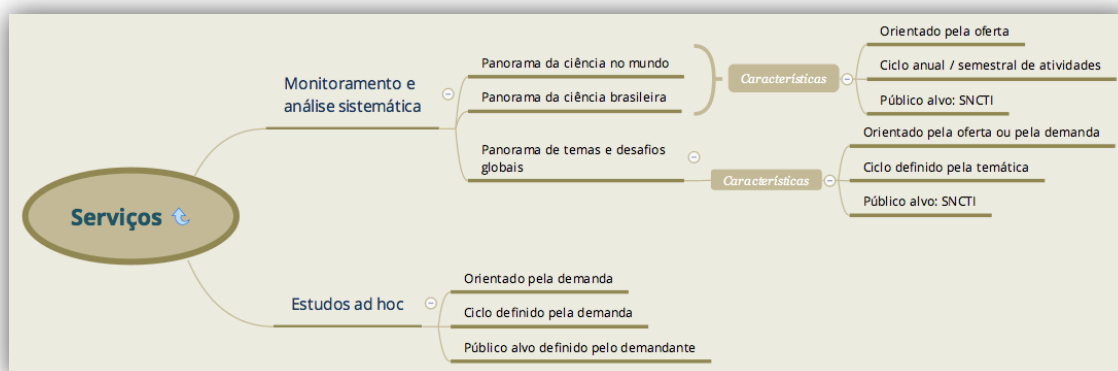 Serviços
Monitoramento e
análise sistemática
Panorama da ciência no mundo
Panorama da ciência brasileira
Características
Orientado pela oferta
Ciclo anual / semestral de atividades
Público alvo: SNCTI
Panorama de temas e desafios
globais
Características
Orientado pela oferta ou pela demanda
Ciclo definido pela temática
Público alvo: SNCTI
Estudos ad hoc
Orientado pela demanda
Ciclo definido pela demanda
Público alvo definido pelo demandante